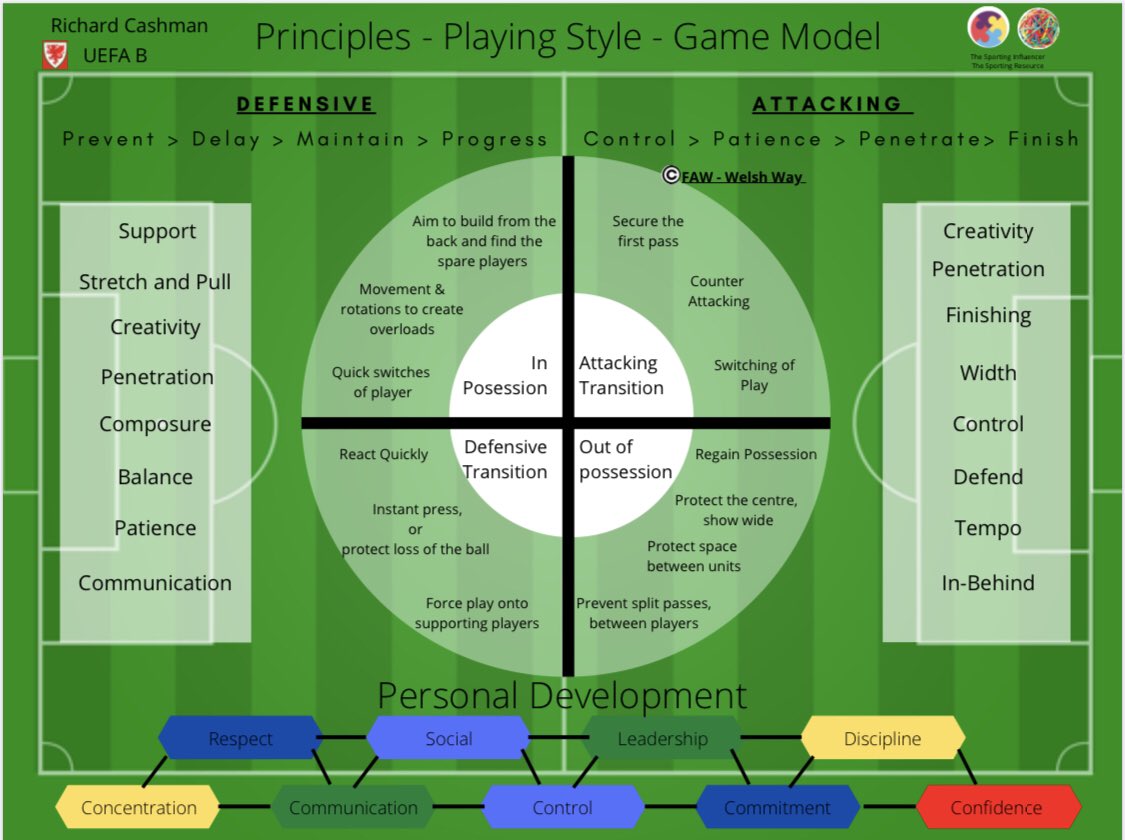 Richard Cashman
UEFA B
Principles - Playing Style - Game Model
The Sporting Influencer
The Sporting Resource
DEFENSIVE
Prevent > Delay > Maintain > Progress
ATTACKING
Control > Patience > Penetrate> Finish
© FAW - Welsh Way
Support
Stretch and Pull
Creativity
Penetration
Composure
Balance
Patience
Communication
Aim to build from the
back and find the
spare players
Movement &
rotations to create
overloads
Quick switches
of player
In
Posession
Secure the
first pass
Counter
Attacking
Switching of
Play
Attacking
Transition
React Quickly
Instant press,
or
protect loss of the ball
Force play onto
supporting players
Defensive
Transition
Out of
possession
Regain Possession
Protect the centre,
show wide
Protect space
between units
Prevent split passes,
between players
Creativity
Penetration
Finishing
Width
Control
Defend
Tempo
In-Behind
Personal Development
Respect
Social
Leadership
Discipline
Concentration
Communication
Control
Commitment
Confidence